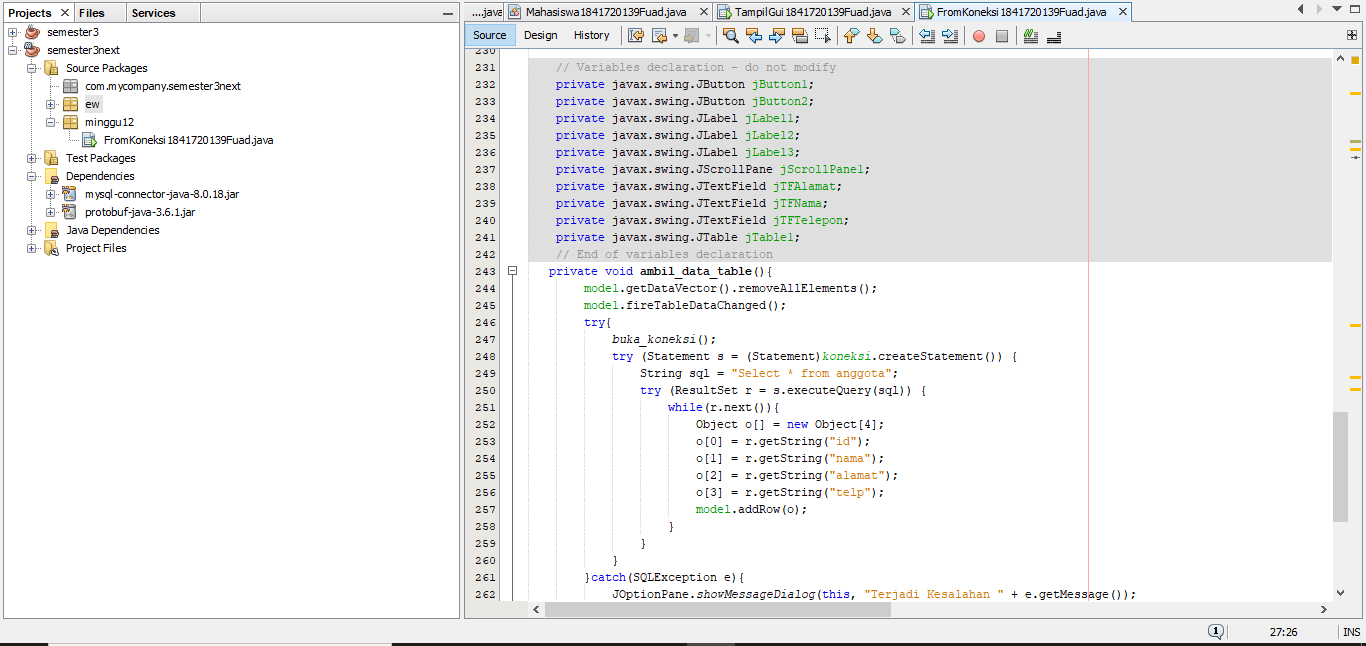 Projects
Files
Services
semester3
semester3next
Source Packages
com.mycompany.semester3next
ew
minggu12
FromKoneksi1841720139Fuad.java
Test Packages
Dependencies
mysql-connector-java-8.0.18.jar
protobuf-java-3.6.1.jar
Java Dependencies
Project Files
....java
Mahasiswa1841720139Fuad.java
TampilGui1841720139Fuad.java
FromKoneksi1841720139Fuad.java
Source Design History
230
231 // Variables declaration - do not modify
232 private javax.swing.JButton jButton1;
233 private javax.swing.JButton jButton2;
234 private javax.swing.JLabel jLabel1;
235 private javax.swing.JLabel jLabel2;
236 private javax.swing.JLabel jLabel3;
237 private javax.swing.JScrollPane jScrollPane1;
238 private javax.swing.JTextField jTFAlamat;
239 private javax.swing.JTextField jTFNama;
240 private javax.swing.JTextField jTFTelepon;
241 private javax.swing.JTable jTable1;
242 // End of variables declaration
243 private void ambil_data_table(){
244 model.getDataVector().removeAllElements();
245 model.fireTableDataChanged();
246 try{
247 buka_koneksi();
248 try (Statement s = (Statement)koneksi.createStatement()) {
249 String sql = "Select * from anggota";
250 try (ResultSet r = s.executeQuery(sql)) {
251 while(r.next()){
252 Object o[] = new Object[4];
253 o[0] = r.getString("id");
254 o[1] = r.getString("nama");
255 o[2] = r.getString("alamat");
256 o[3] = r.getString("telp");
257 model.addRow(o);
258 }
259 }
260 }
261 }catch(SQLException e){
262 JOptionPane.showMessageDialog(this, "Terjadi Kesalahan " + e.getMessage());
1
27:26
INS